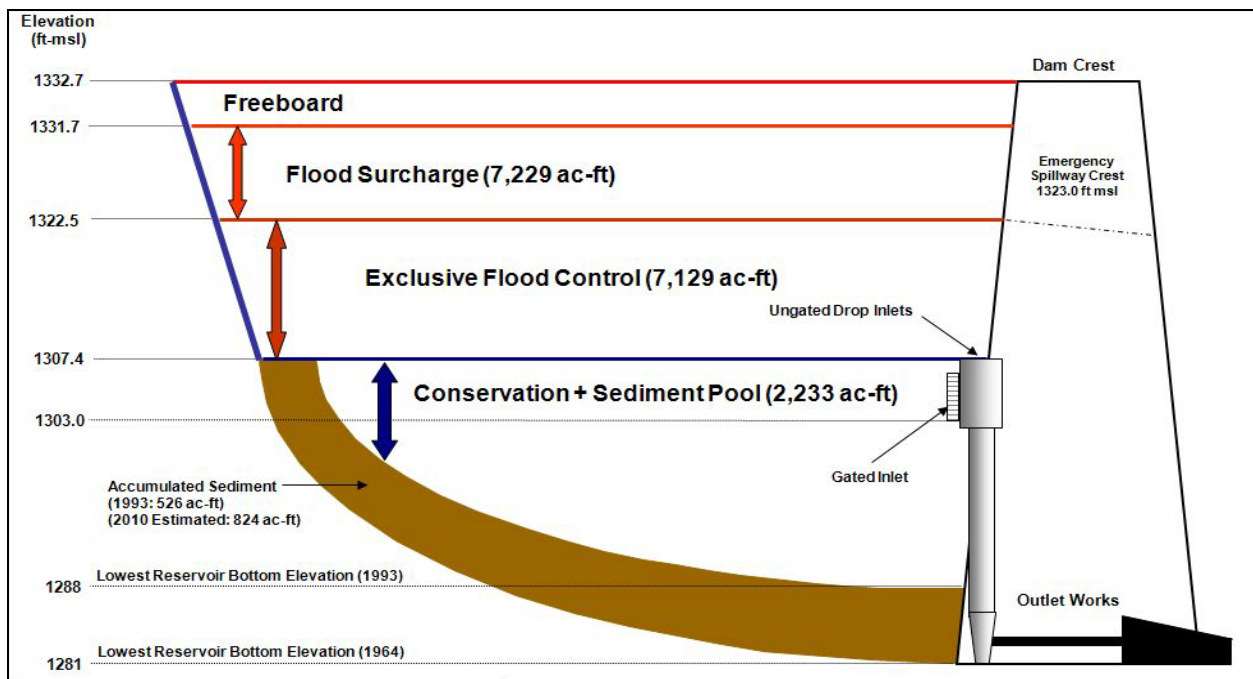 Elevation
(ft-msl)
1332.7
Dam Crest
Freeboard
1331.7
Flood Surcharge (7,229 ac-ft)
Emergency
Spillway Crest
1323.0 ft msl
1322.5
Exclusive Flood Control (7,129 ac-ft)
Ungated Drop Inlets
1307.4
Conservation + Sediment Pool (2,233 ac-ft)
1303.0
Gated Inlet
Accumulated Sediment
(1993: 526 ac-ft)
(2010 Estimated: 824 ac-ft)
Lowest Reservoir Bottom Elevation (1993)
1288
Outlet Works
Lowest Reservoir Bottom Elevation (1964)
1281